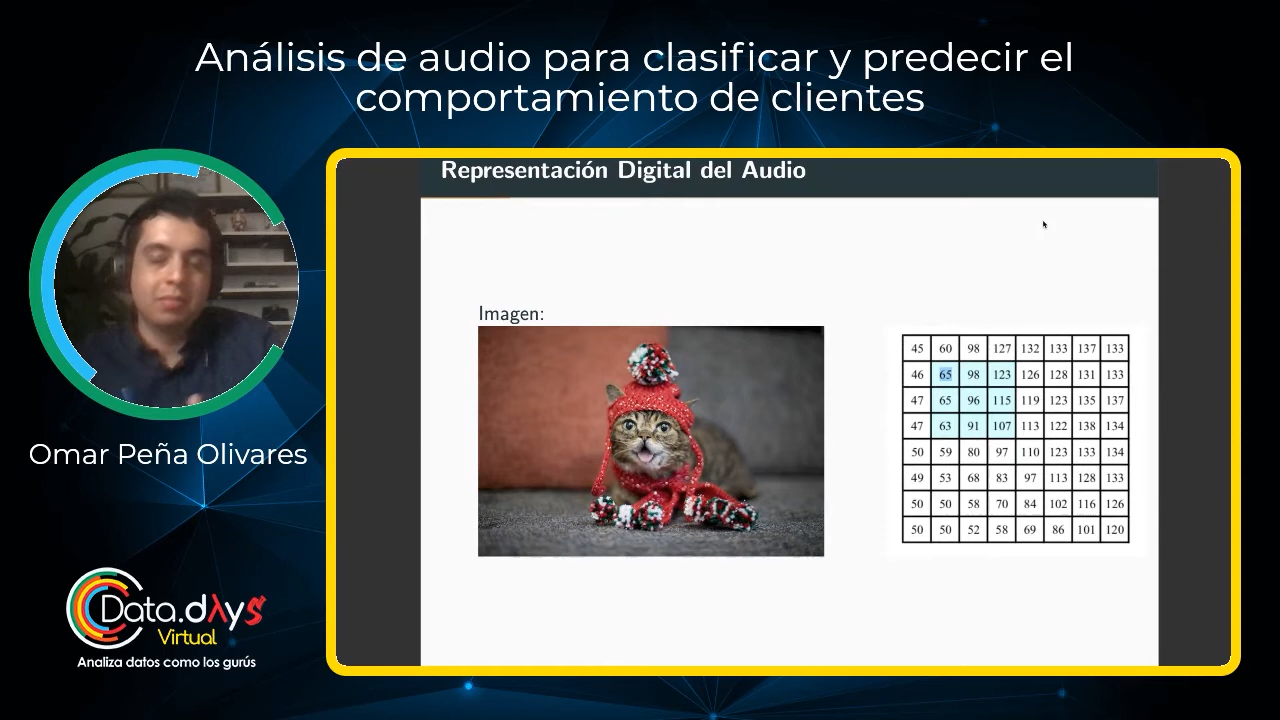 Análisis de audio para clasificar y predecir el
comportamiento de clientes
Representación Digital del Audio
Imagen:
45 60 98 127 132 133 137 133
46 65 98 123 126 128 131 133
47 65 96 115 119 123 135 137
47 63 91 107 113 122 138 134
50 59 80 97 110 123 133 134
49 53 68 83 97 113 128 133
50 50 58 70 84 102 116 126
50 50 52 58 69 86 101 120
Omar Peña Olivares
Data.dλys
Virtual
Analiza datos como los gurús